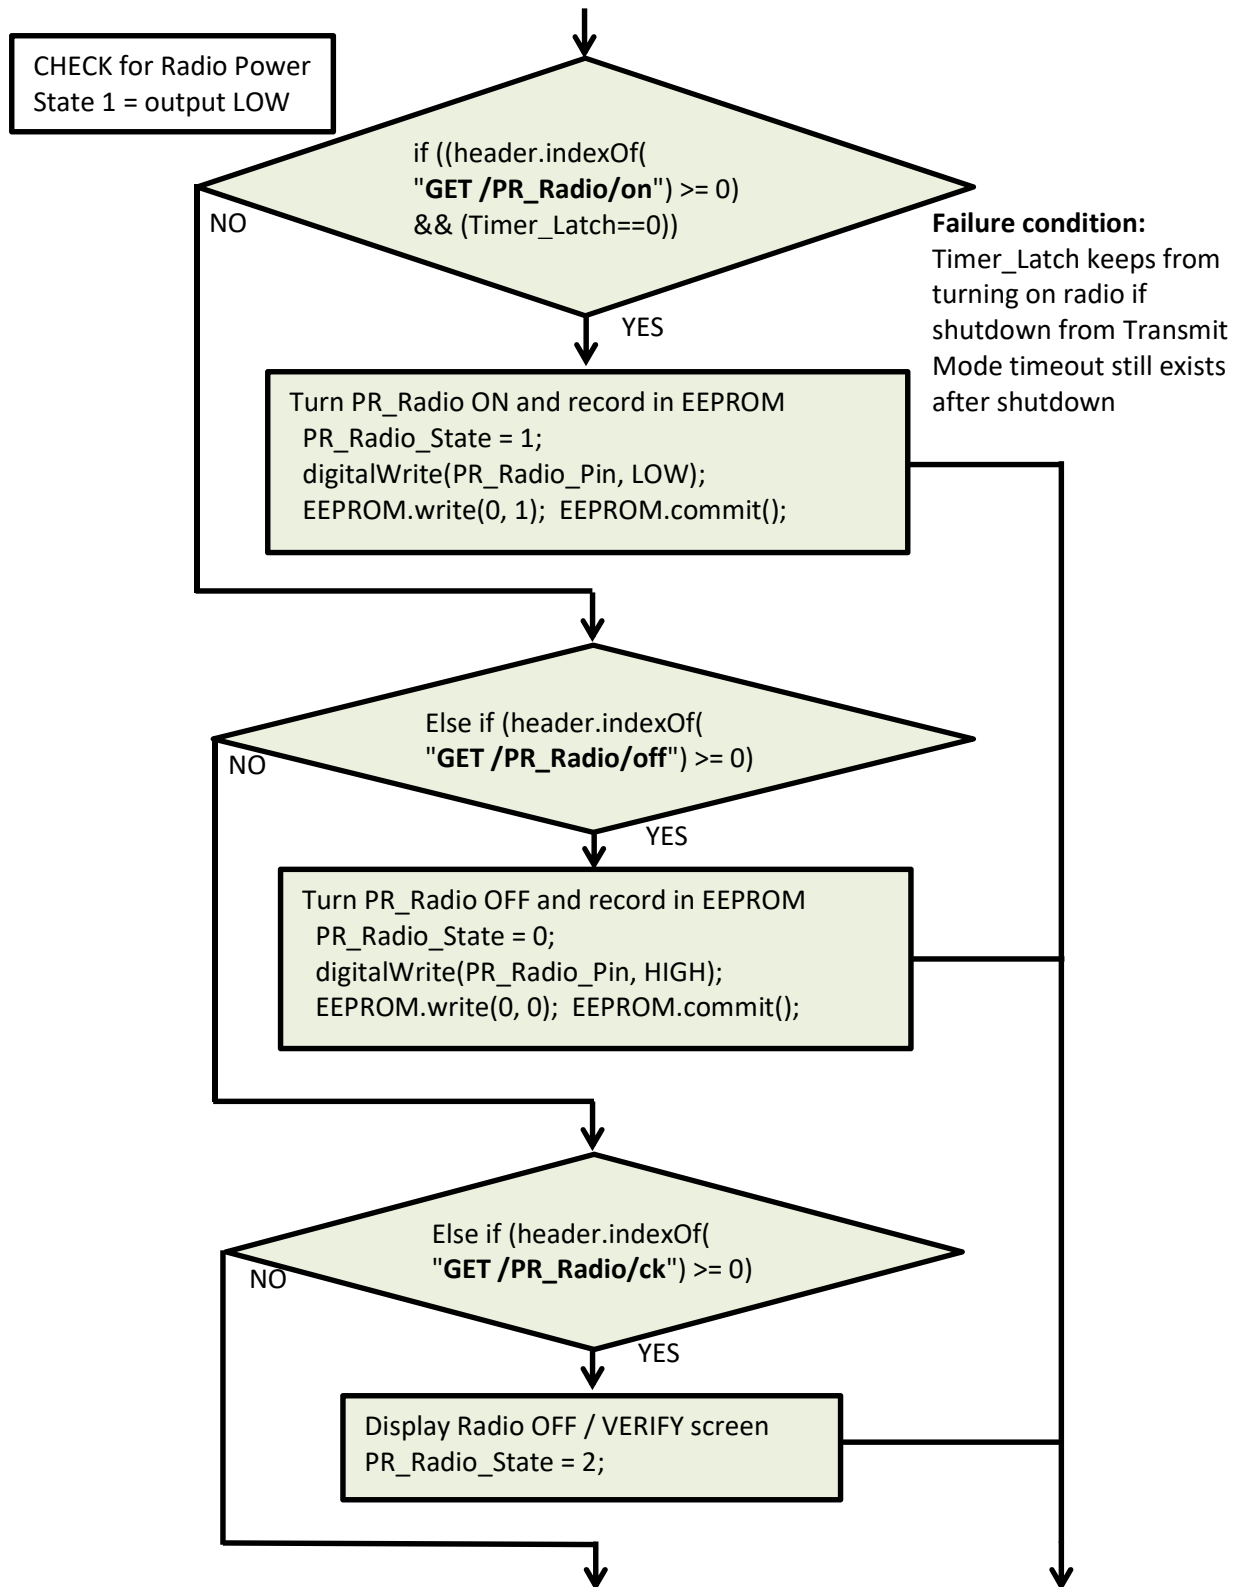 CHECK for Radio Power
State 1 = output LOW
if ((header.indexOf(
"GET /PR_Radio/on") >= 0)
&& (Timer_Latch==0))
NO
YES
Failure condition:
Timer_Latch keeps from
turning on radio if
shutdown from Transmit
Mode timeout still exists
after shutdown
Turn PR_Radio ON and record in EEPROM
PR_Radio_State = 1;
digitalWrite(PR_Radio_Pin, LOW);
EEPROM.write(0, 1);  EEPROM.commit();
Else if (header.indexOf(
"GET /PR_Radio/off") >= 0)
NO
YES
Turn PR_Radio OFF and record in EEPROM
PR_Radio_State = 0;
digitalWrite(PR_Radio_Pin, HIGH);
EEPROM.write(0, 0);  EEPROM.commit();
Else if (header.indexOf(
"GET /PR_Radio/ck") >= 0)
NO
YES
Display Radio OFF / VERIFY screen
PR_Radio_State = 2;